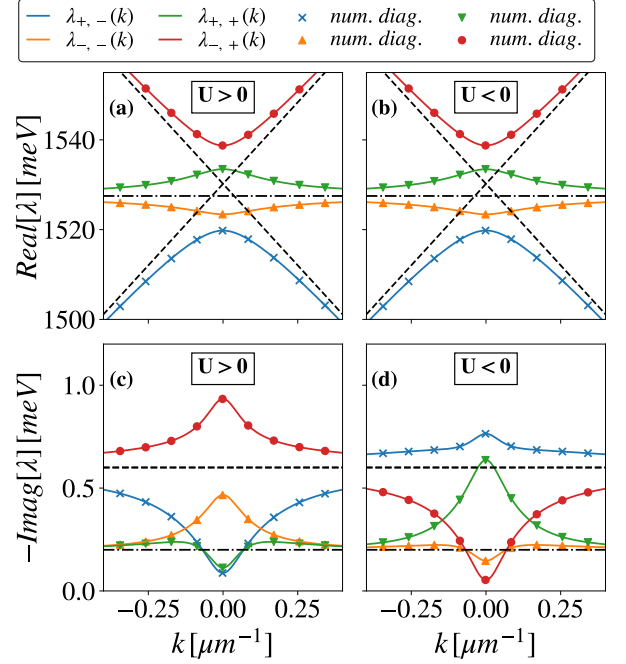 λ₊, ₋(k) λ₊, ₊(k) num. diag. num. diag.
λ₋, ₋(k) λ₋, ₊(k) num. diag. num. diag.
(a) U > 0 (b) U < 0
1540
1520
1500
Real[λ] [meV]
(c) U > 0 (d) U < 0
1.0
0.5
0.0
−Imag[λ] [meV]
−0.25 0.00 0.25 −0.25 0.00 0.25
k [μm⁻¹] k [μm⁻¹]